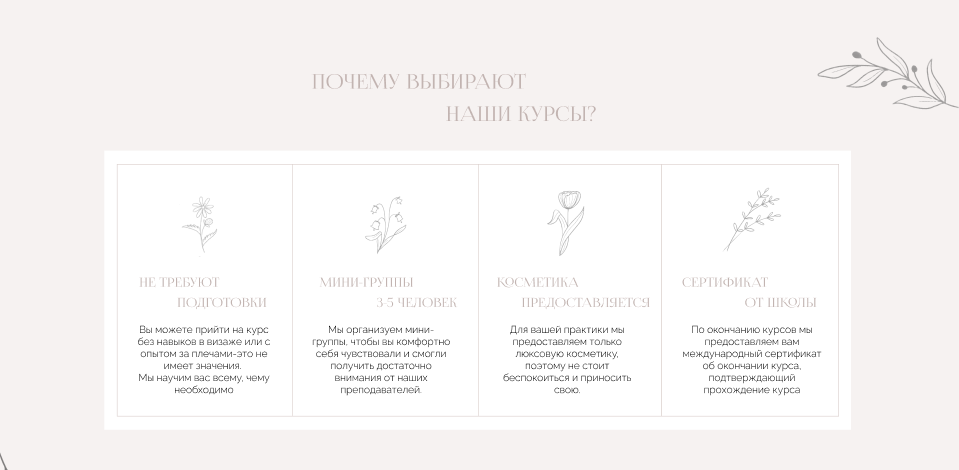 ПОЧЕМУ ВЫБИРАЮТ
НАШИ КУРСЫ?
НЕ ТРЕБУЮТ
ПОДГОТОВКИ
Вы можете прийти на курс
без навыков в визаже или с
опытом за плечами-это не
имеет значения.
Мы научим вас всему, чему
необходимо
МИНИ-ГРУППЫ
3-5 ЧЕЛОВЕК
Мы организуем мини-
группы, чтобы вы комфортно
себя чувствовали и смогли
получить достаточно
внимания от наших
преподавателей.
КОСМЕТИКА
ПРЕДОСТАВЛЯЕТСЯ
Для вашей практики мы
предоставляем только
люксовую косметику,
поэтому не стоит
беспокоиться и приносить
свою.
СЕРТИФИКАТ
ОТ ШКОЛЫ
По окончанию курсов мы
предоставляем вам
международный сертификат
об окончании курса,
подтверждающий
прохождение курса